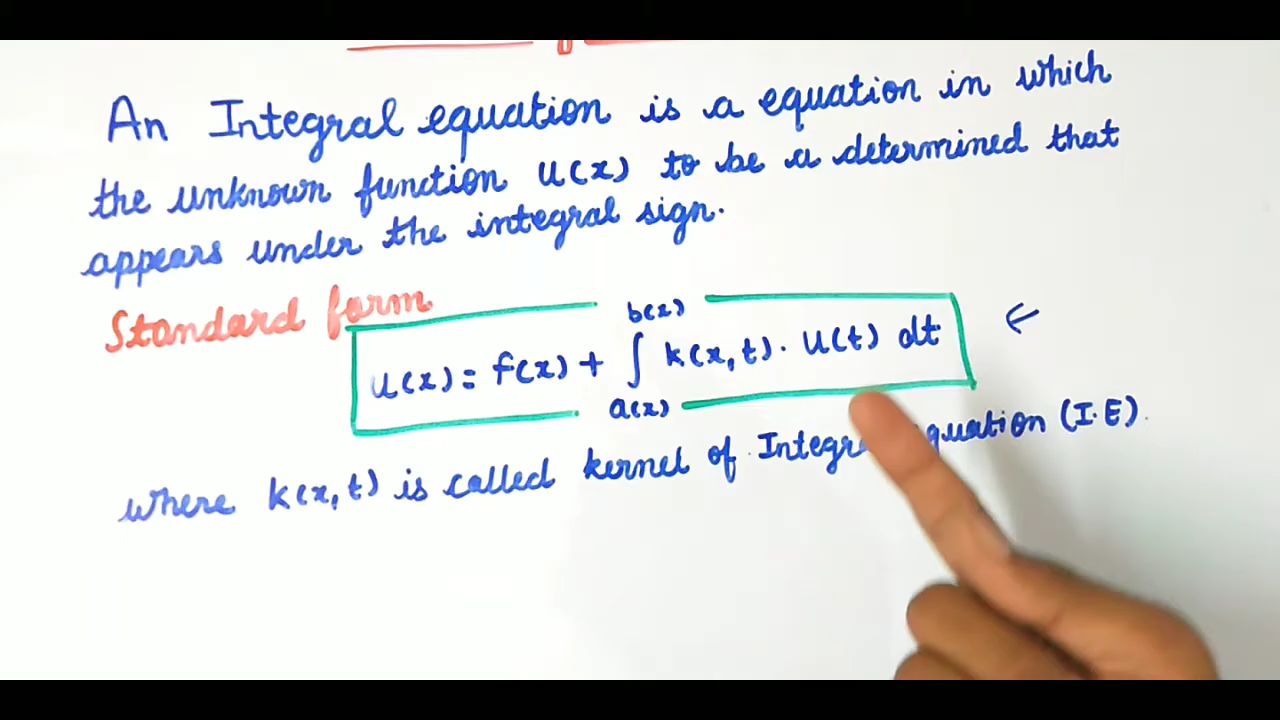 An Integral equation is a equation in which
the unknown function u(x) to be a determined that
appears under the integral sign.
Standard form
u(x) = f(x) + ∫_{a(x)}^{b(x)} k(x,t) · u(t) dt ←
where k(x,t) is called kernel of Integral equation (I.E).